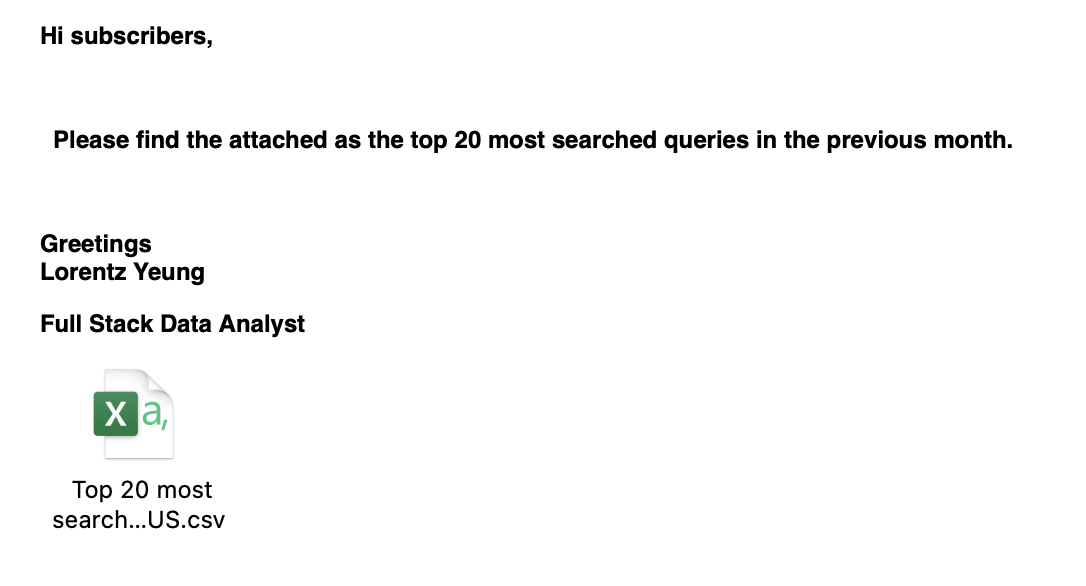 Hi subscribers,
Please find the attached as the top 20 most searched queries in the previous month.
Greetings
Lorentz Yeung
Full Stack Data Analyst
X a,
Top 20 most
search...US.csv